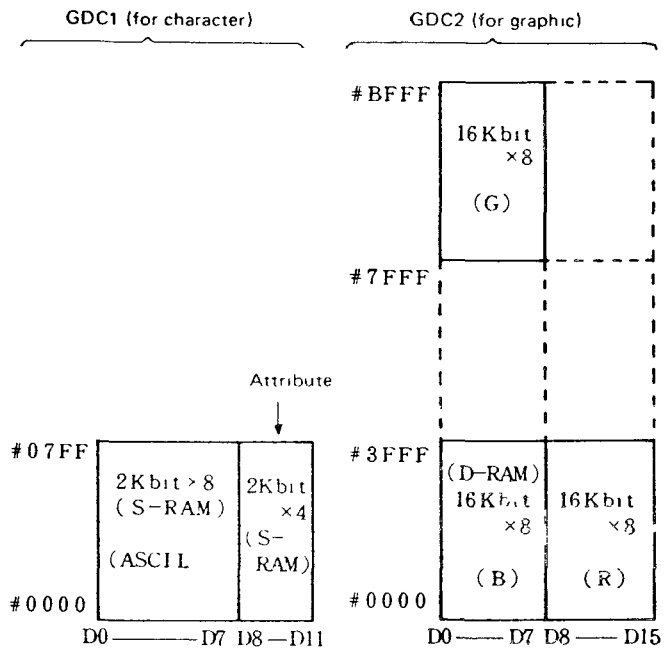 GDC1 (for character)
GDC2 (for graphic)
#BFFF
16Kbit
×8
(G)
#7FFF
Attribute
#07FF
2Kbit×8
(S-RAM)
(ASCIL
2Kbit
×4
(S-
RAM)
#0000
D0 —— D7 D8 — D11
#3FFF
(D-RAM)
16Kbit
×8
(B)
16Kbit
×8
(R)
#0000
D0 —— D7 D8 —— D15